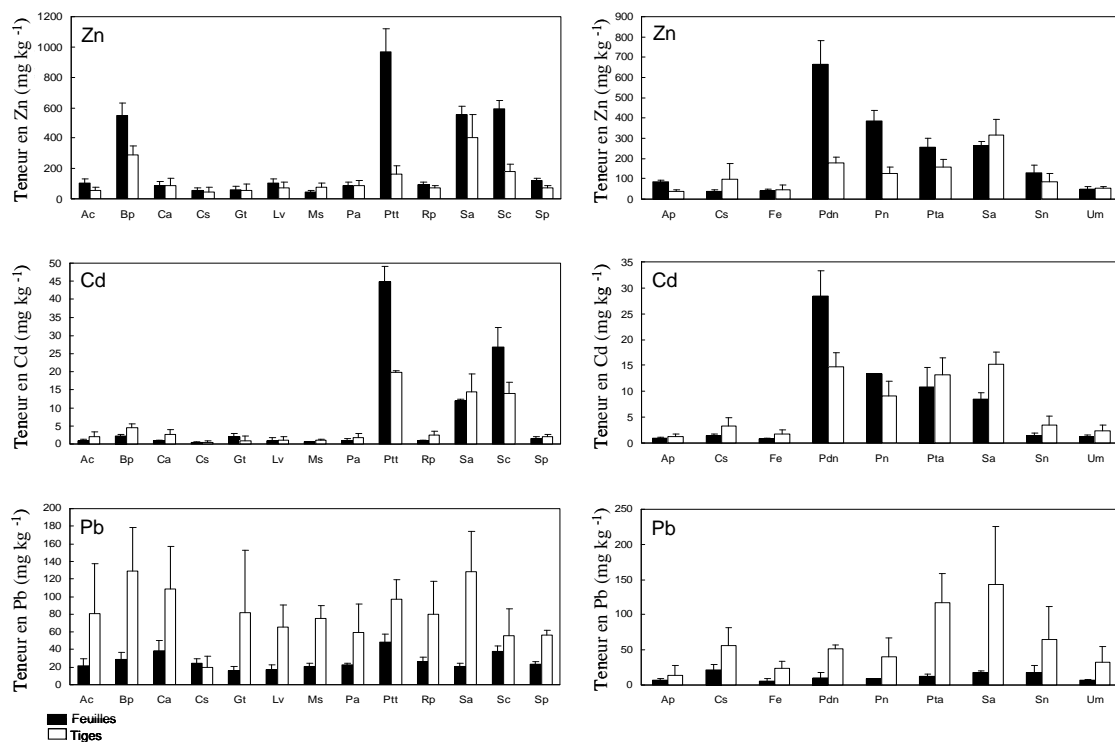 Zn
Teneur en Zn (mg kg -1)
1200
1000
800
600
400
200
0
Ac Bp Ca Cs Gt Lv Ms Pa Ptt Rp Sa Sc Sp
Zn
Teneur en Zn (mg kg -1)
900
800
700
600
500
400
300
200
100
0
Ap Cs Fe Pdn Pn Pta Sa Sn Um
Cd
Teneur en Cd (mg kg -1)
50
45
40
35
30
25
20
15
10
5
0
Ac Bp Ca Cs Gt Lv Ms Pa Ptt Rp Sa Sc Sp
Cd
Teneur en Cd (mg kg -1)
35
30
25
20
15
10
5
0
Ap Cs Fe Pdn Pn Pta Sa Sn Um
Pb
Teneur en Pb (mg kg -1)
200
180
160
140
120
100
80
60
40
20
0
Ac Bp Ca Cs Gt Lv Ms Pa Ptt Rp Sa Sc Sp
Pb
Teneur en Pb (mg kg -1)
250
200
150
100
50
0
Ap Cs Fe Pdn Pn Pta Sa Sn Um
Feuilles
Tiges